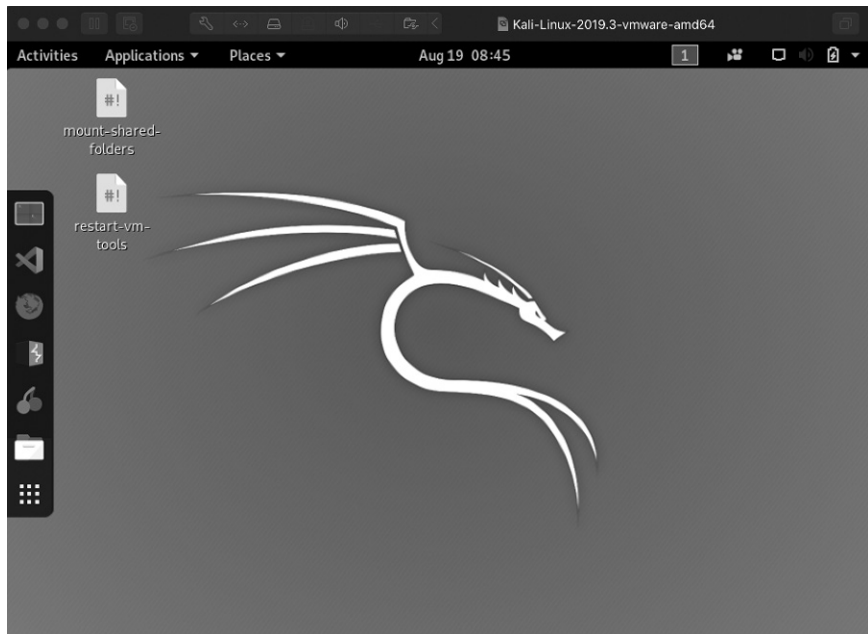 Kali-Linux-2019.3-vmware-amd64
Activities Applications Places Aug 19 08:45 1
#!
mount-shared-
folders
#!
restart-vm-
tools